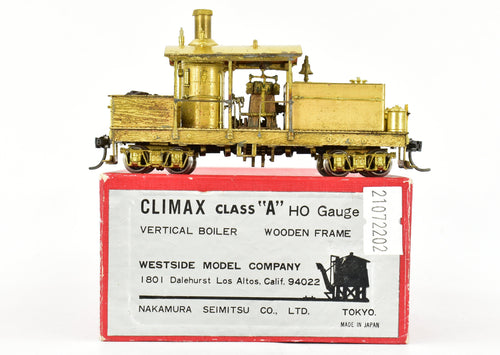 CLIMAX CLASS "A" HO Gauge
VERTICAL BOILER WOODEN FRAME
WESTSIDE MODEL COMPANY
1801 Dalehurst Los Altos, Calif. 94022
NAKAMURA SEIMITSU CO., LTD. TOKYO.
MADE IN JAPAN
21072202